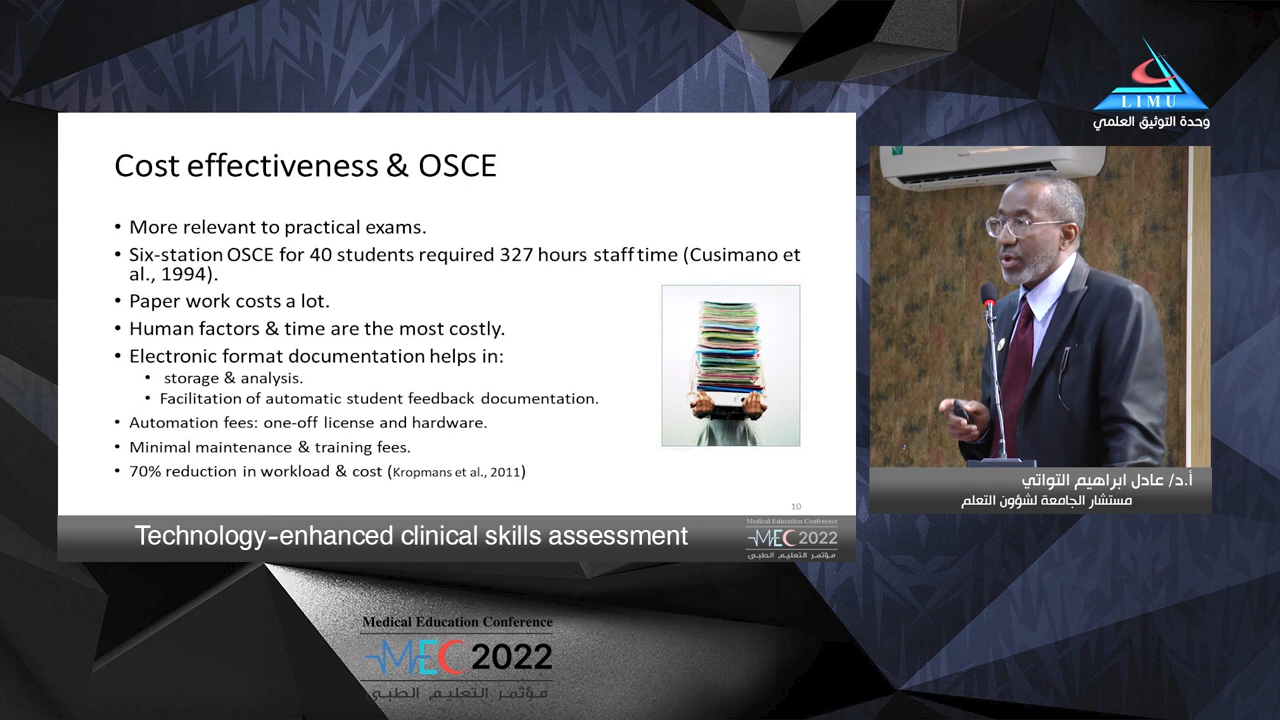 LIMU
وحدة التوثيق العلمي
Cost effectiveness & OSCE
• More relevant to practical exams.
• Six-station OSCE for 40 students required 327 hours staff time (Cusimano et
al., 1994).
• Paper work costs a lot.
• Human factors & time are the most costly.
• Electronic format documentation helps in:
• storage & analysis.
• Facilitation of automatic student feedback documentation.
• Automation fees: one-off license and hardware.
• Minimal maintenance & training fees.
• 70% reduction in workload & cost (Kropmans et al., 2011)
10
Technology-enhanced clinical skills assessment
Medical Education Conference
MEC 2022
مؤتمر التعليم الطبي
أ.د/ عادل ابراهيم التواتي
مستشار الجامعة لشؤون التعلم
Medical Education Conference
MEC 2022
مؤتمر التعليم الطبي